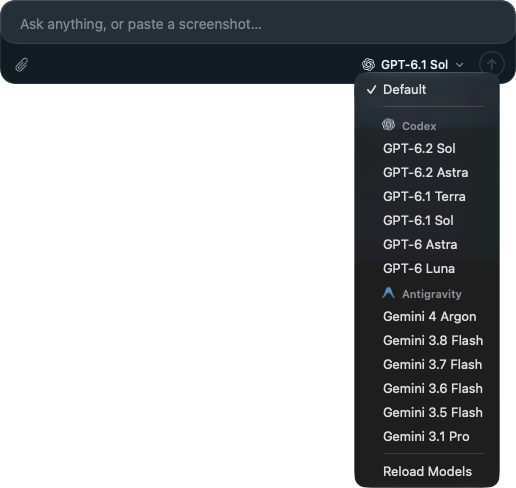 Ask anything, or paste a screenshot...
GPT-6.1 Sol
Default
Codex
GPT-6.2 Sol
GPT-6.2 Astra
GPT-6.1 Terra
GPT-6.1 Sol
GPT-6 Astra
GPT-6 Luna
Antigravity
Gemini 4 Argon
Gemini 3.8 Flash
Gemini 3.7 Flash
Gemini 3.6 Flash
Gemini 3.5 Flash
Gemini 3.1 Pro
Reload Models